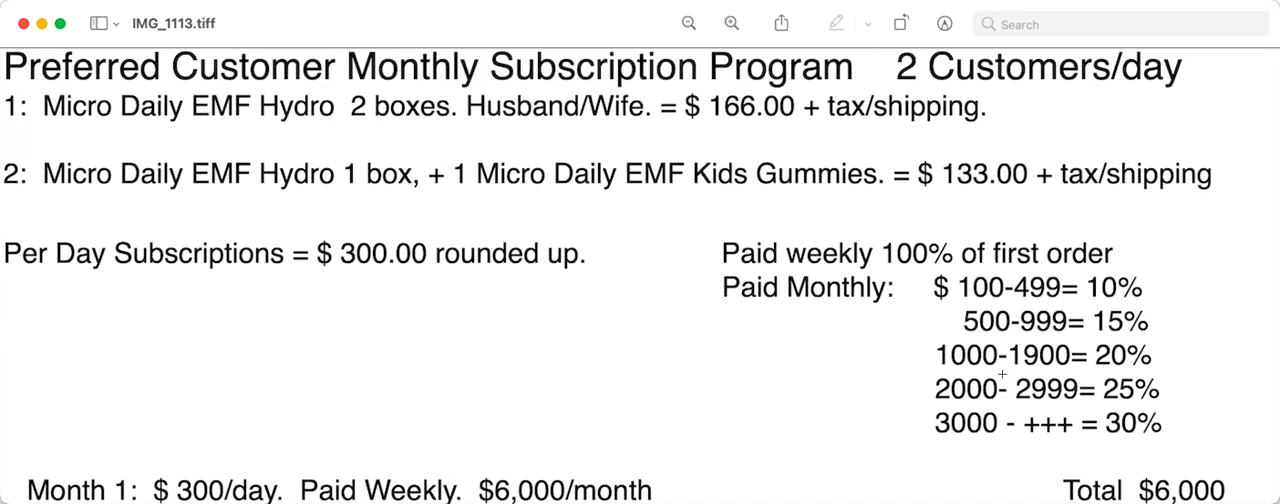 IMG_1113.tiff
Search
Preferred Customer Monthly Subscription Program 2 Customers/day
1: Micro Daily EMF Hydro 2 boxes. Husband/Wife. = $ 166.00 + tax/shipping.
2: Micro Daily EMF Hydro 1 box, + 1 Micro Daily EMF Kids Gummies. = $ 133.00 + tax/shipping
Per Day Subscriptions = $ 300.00 rounded up.
Paid weekly 100% of first order
Paid Monthly: $ 100-499= 10%
500-999= 15%
1000-1900= 20%
2000- 2999= 25%
3000 - +++ = 30%
Month 1: $ 300/day. Paid Weekly. $6,000/month Total $6,000